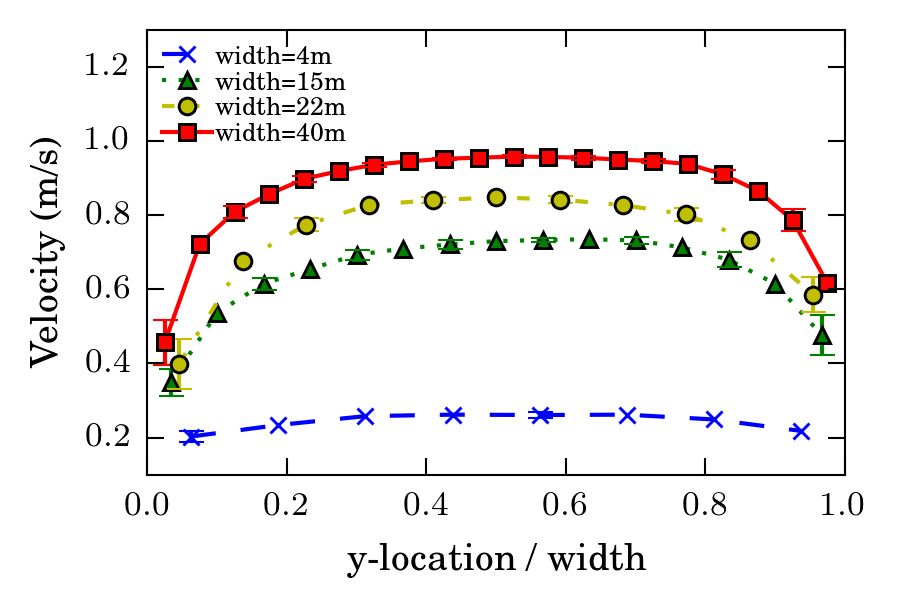 width=4m
width=15m
width=22m
width=40m
Velocity (m/s)
1.2
1.0
0.8
0.6
0.4
0.2
0.0 0.2 0.4 0.6 0.8 1.0
y-location / width